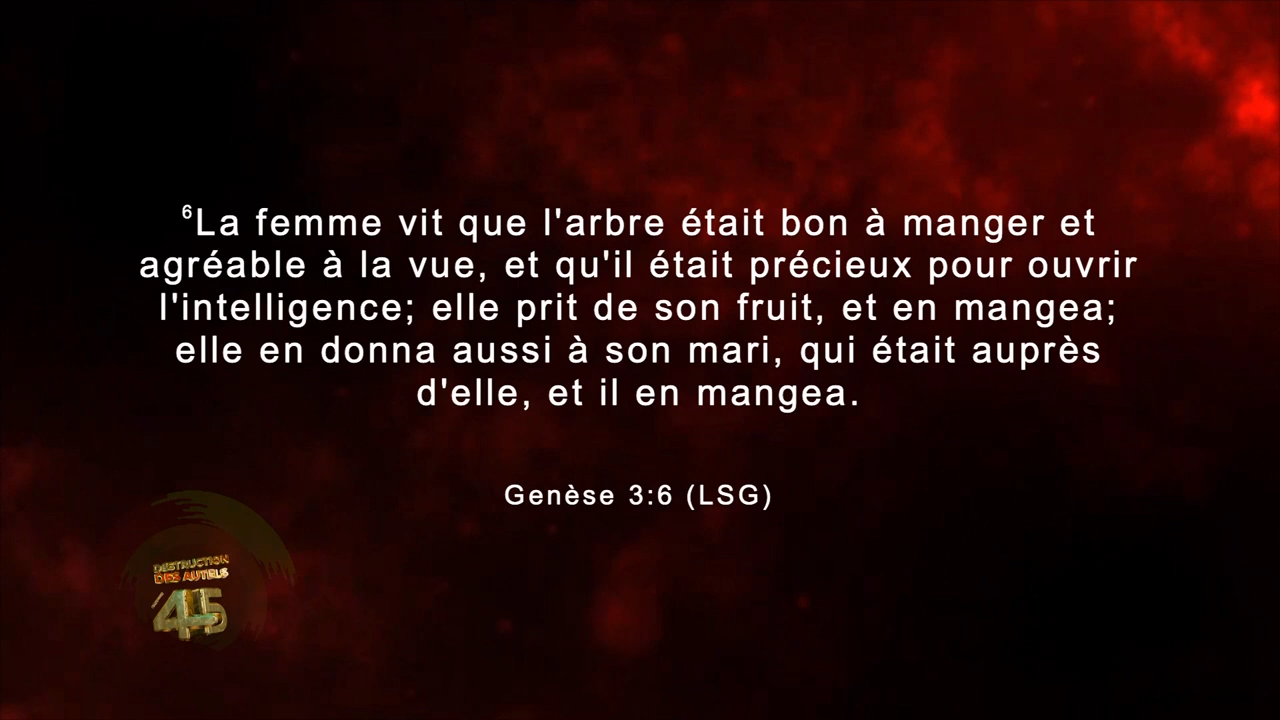 ⁶La femme vit que l'arbre était bon à manger et
agréable à la vue, et qu'il était précieux pour ouvrir
l'intelligence; elle prit de son fruit, et en mangea;
elle en donna aussi à son mari, qui était auprès
d'elle, et il en mangea.
Genèse 3:6 (LSG)
DESTRUCTION
DES AUTELS
45